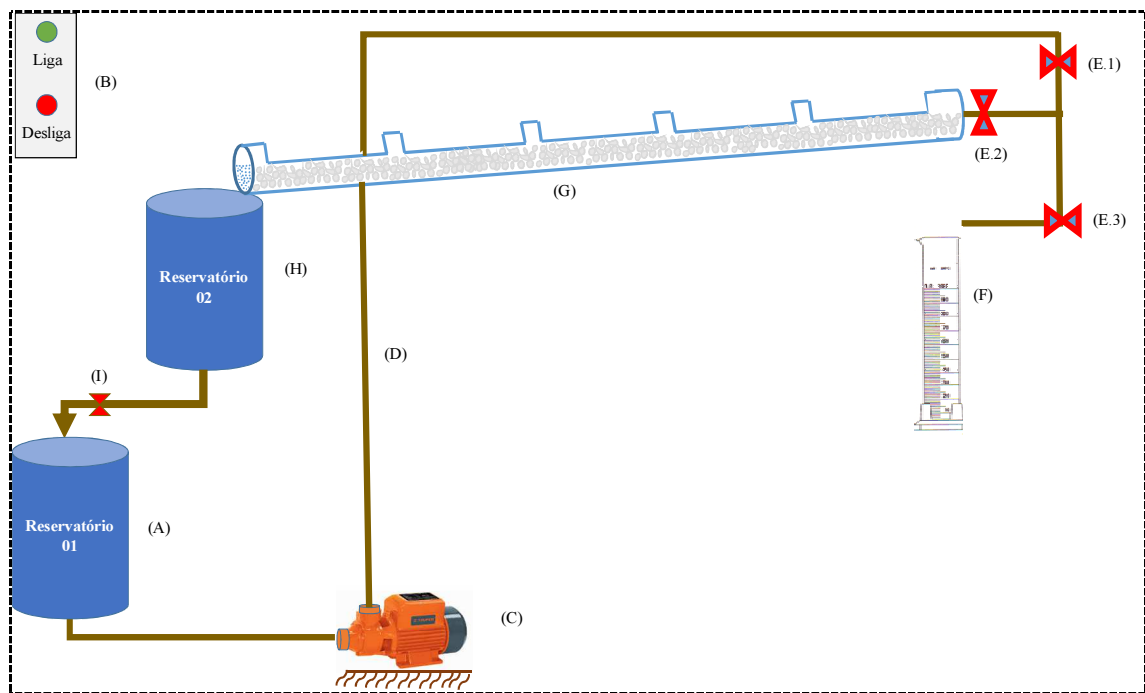 Liga
(B)
Desliga
(E.1)
(E.2)
(G)
(E.3)
Reservatório
02
(H)
(F)
(D)
(I)
Reservatório
01
(A)
(C)